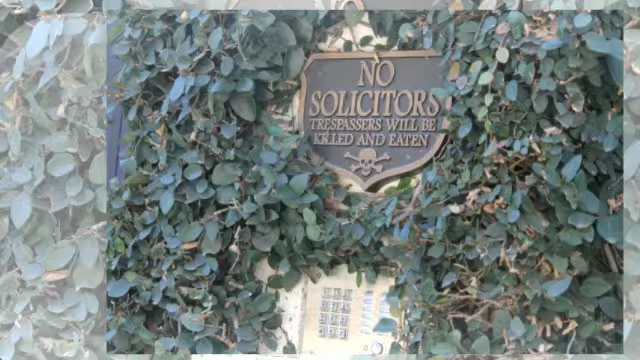 NO
SOLICITORS
TRESPASSERS WILL BE
KILLED AND EATEN